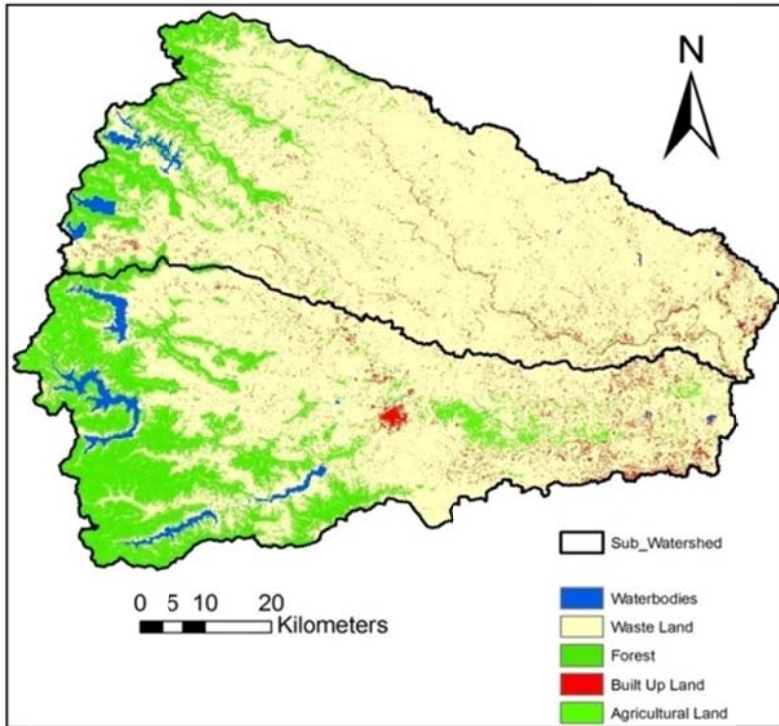 N
Sub_Watershed
0 5 10 20
Kilometers
Waterbodies
Waste Land
Forest
Built Up Land
Agricultural Land